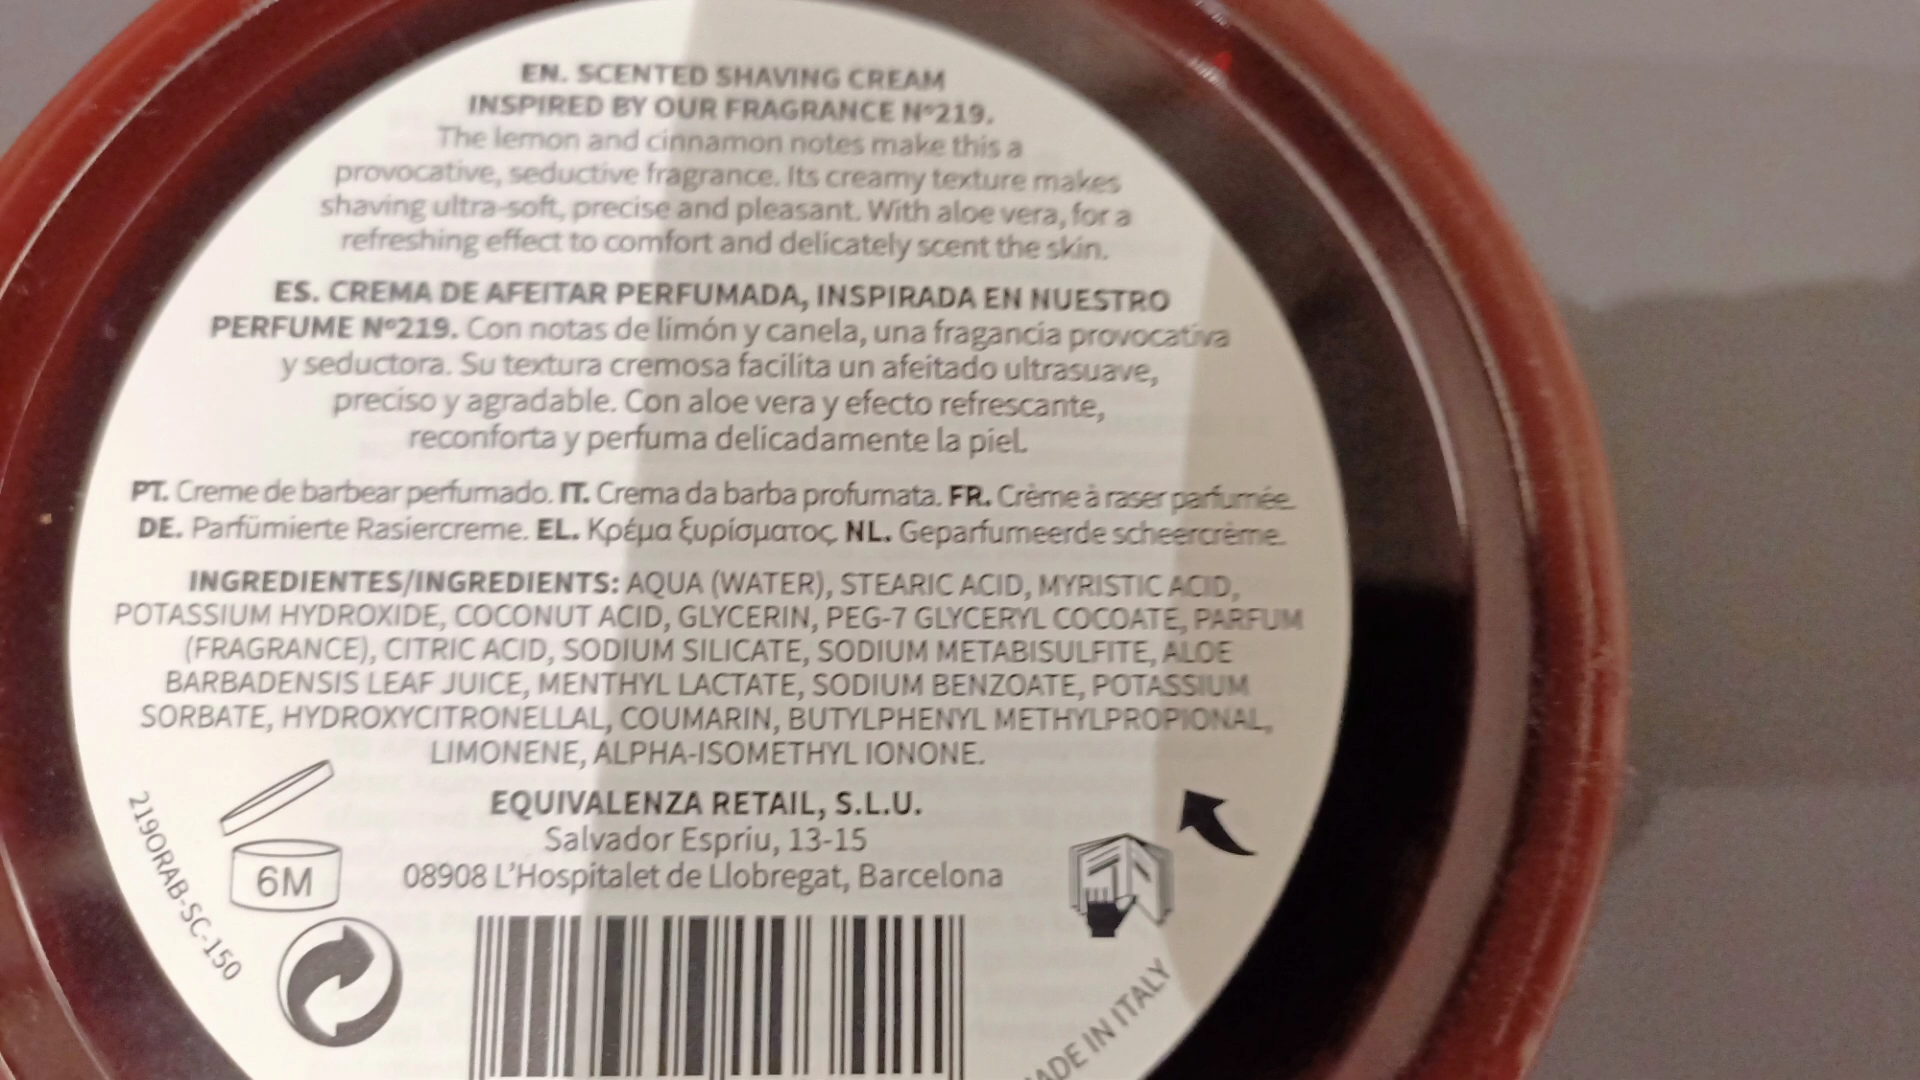 EN. SCENTED SHAVING CREAM
INSPIRED BY OUR FRAGRANCE Nº219.
The lemon and cinnamon notes make this a
provocative, seductive fragrance. Its creamy texture makes
shaving ultra-soft, precise and pleasant. With aloe vera, for a
refreshing effect to comfort and delicately scent the skin.
ES. CREMA DE AFEITAR PERFUMADA, INSPIRADA EN NUESTRO
PERFUME Nº219. Con notas de limón y canela, una fragancia provocativa
y seductora. Su textura cremosa facilita un afeitado ultrasuave,
preciso y agradable. Con aloe vera y efecto refrescante,
reconforta y perfuma delicadamente la piel.
PT. Creme de barbear perfumado. IT. Crema da barba profumata. FR. Crème à raser parfumée.
DE. Parfümierte Rasiercreme. EL. Κρέμα ξυρίσματος. NL. Geparfumeerde scheercrème.
INGREDIENTES/INGREDIENTS: AQUA (WATER), STEARIC ACID, MYRISTIC ACID,
POTASSIUM HYDROXIDE, COCONUT ACID, GLYCERIN, PEG-7 GLYCERYL COCOATE, PARFUM
(FRAGRANCE), CITRIC ACID, SODIUM SILICATE, SODIUM METABISULFITE, ALOE
BARBADENSIS LEAF JUICE, MENTHYL LACTATE, SODIUM BENZOATE, POTASSIUM
SORBATE, HYDROXYCITRONELLAL, COUMARIN, BUTYLPHENYL METHYLPROPIONAL,
LIMONENE, ALPHA-ISOMETHYL IONONE.
EQUIVALENZA RETAIL, S.L.U.
Salvador Espriu, 13-15
08908 L'Hospitalet de Llobregat, Barcelona
6M
219ORAB-SC-150
MADE IN ITALY